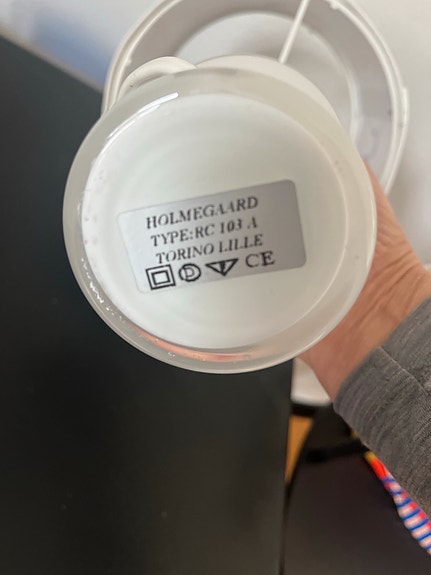 HOLMEGAARD
TYPE:RC 103 A
TORINO LILLE
CE